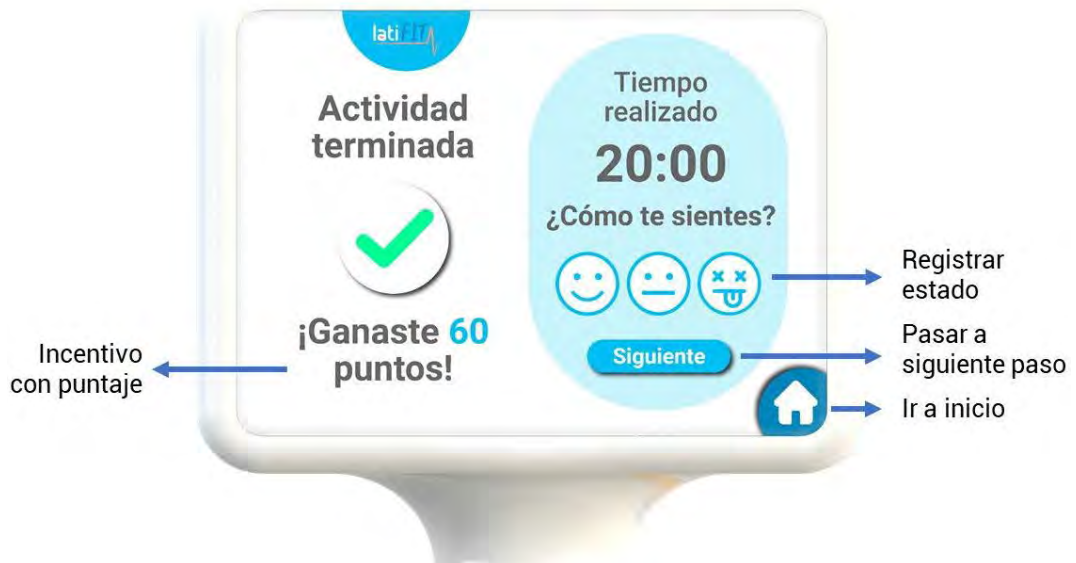 latiFIT
Actividad
terminada
¡Ganaste 60
puntos!
Tiempo
realizado
20:00
¿Cómo te sientes?
Siguiente
Incentivo
con puntaje
Registrar
estado
Pasar a
siguiente paso
Ir a inicio